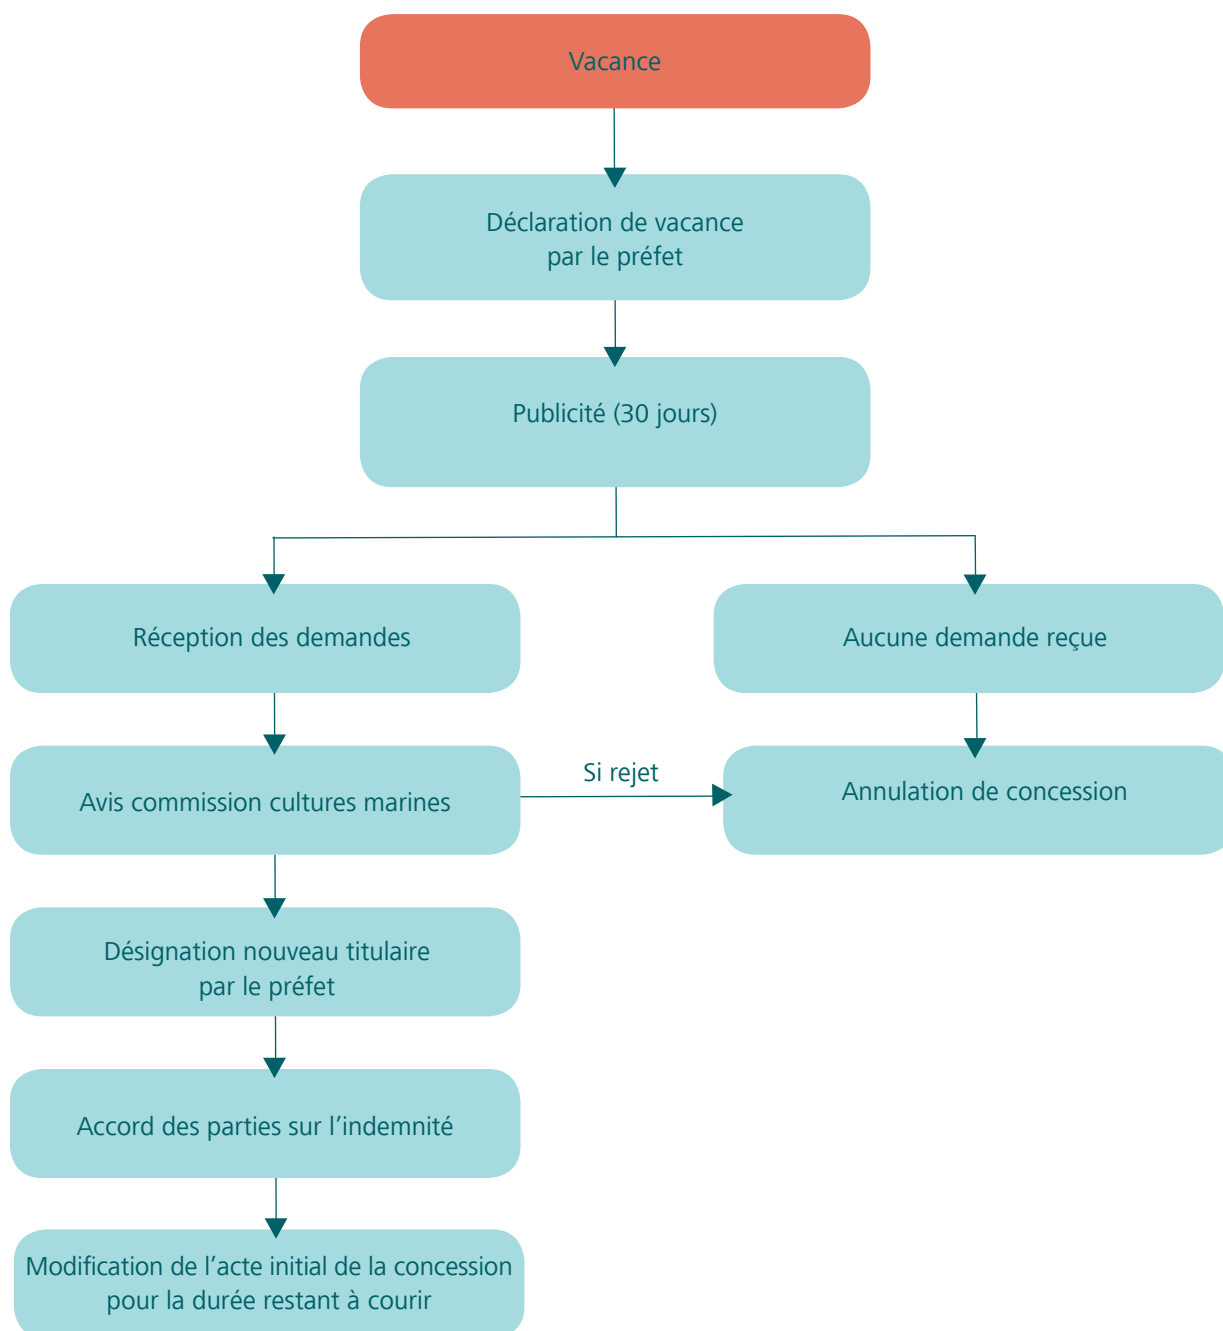 Vacance
Déclaration de vacance
par le préfet
Publicité (30 jours)
Réception des demandes
Aucune demande reçue
Avis commission cultures marines
Si rejet
Annulation de concession
Désignation nouveau titulaire
par le préfet
Accord des parties sur l’indemnité
Modification de l’acte initial de la concession
pour la durée restant à courir